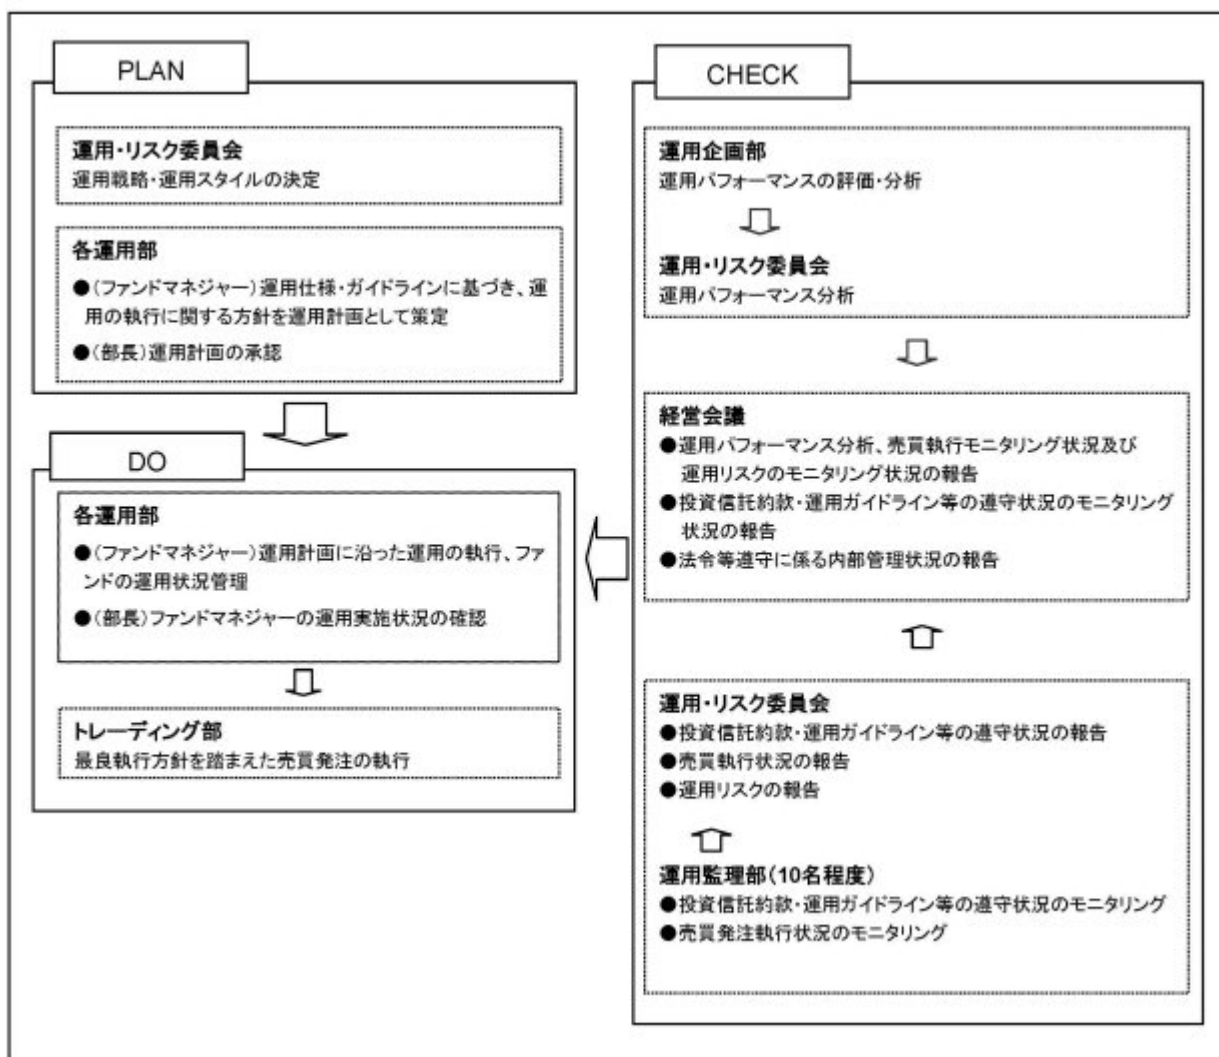 PLAN
運用・リスク委員会
運用戦略・運用スタイルの決定
各運用部
●(ファンドマネジャー)運用仕様・ガイドラインに基づき、運
用の執行に関する方針を運用計画として策定
●(部長)運用計画の承認
DO
各運用部
●(ファンドマネジャー)運用計画に沿った運用の執行、ファ
ンドの運用状況管理
●(部長)ファンドマネジャーの運用実施状況の確認
トレーディング部
最良執行方針を踏まえた売買発注の執行
CHECK
運用企画部
運用パフォーマンスの評価・分析
運用・リスク委員会
運用パフォーマンス分析
経営会議
●運用パフォーマンス分析、売買執行モニタリング状況及び
運用リスクのモニタリング状況の報告
●投資信託約款・運用ガイドライン等の遵守状況のモニタリング
状況の報告
●法令等遵守に係る内部管理状況の報告
運用・リスク委員会
●投資信託約款・運用ガイドライン等の遵守状況の報告
●売買執行状況の報告
●運用リスクの報告
運用監理部(10名程度)
●投資信託約款・運用ガイドライン等の遵守状況のモニタリング
●売買発注執行状況のモニタリング